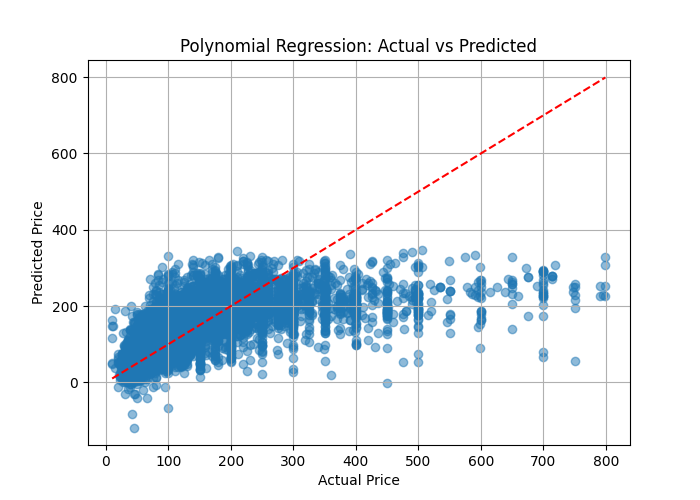 Polynomial Regression: Actual vs Predicted
800
600
400
200
0
Predicted Price
0 100 200 300 400 500 600 700 800
Actual Price